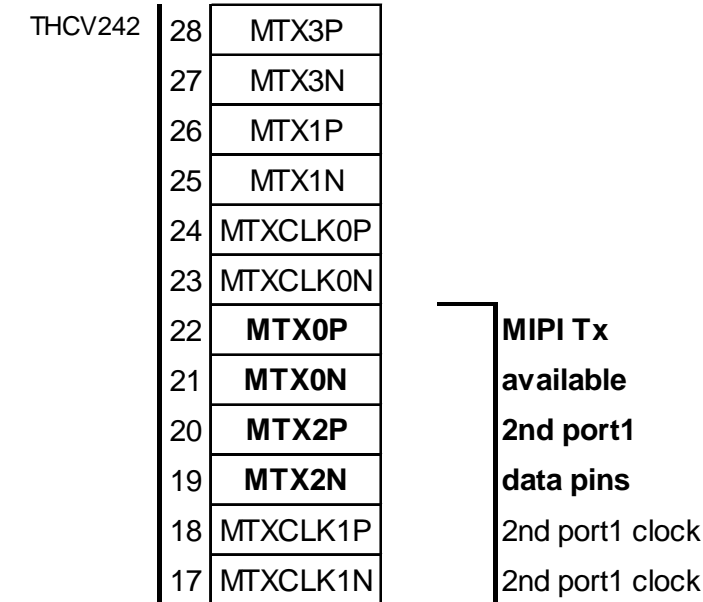 THCV242 28 MTX3P
27 MTX3N
26 MTX1P
25 MTX1N
24 MTXCLK0P
23 MTXCLK0N
22 MTX0P MIPI Tx
21 MTX0N available
20 MTX2P 2nd port1
19 MTX2N data pins
18 MTXCLK1P 2nd port1 clock
17 MTXCLK1N 2nd port1 clock